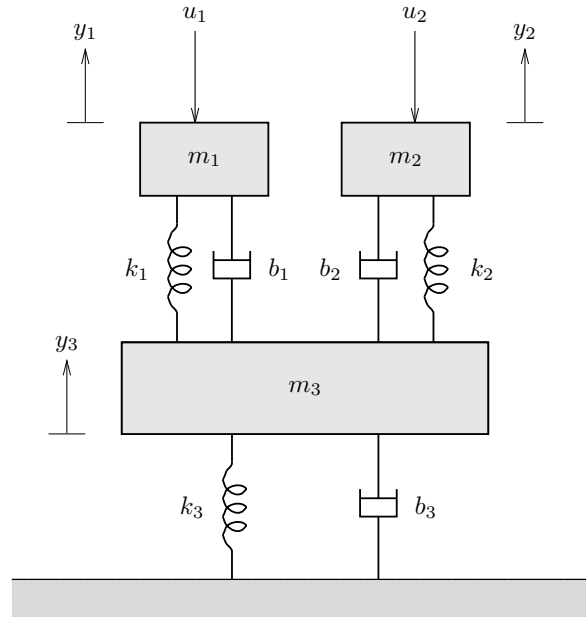 u₁ u₂
y₁ y₂
m₁ m₂
k₁ b₁ b₂ k₂
y₃
m₃
k₃ b₃